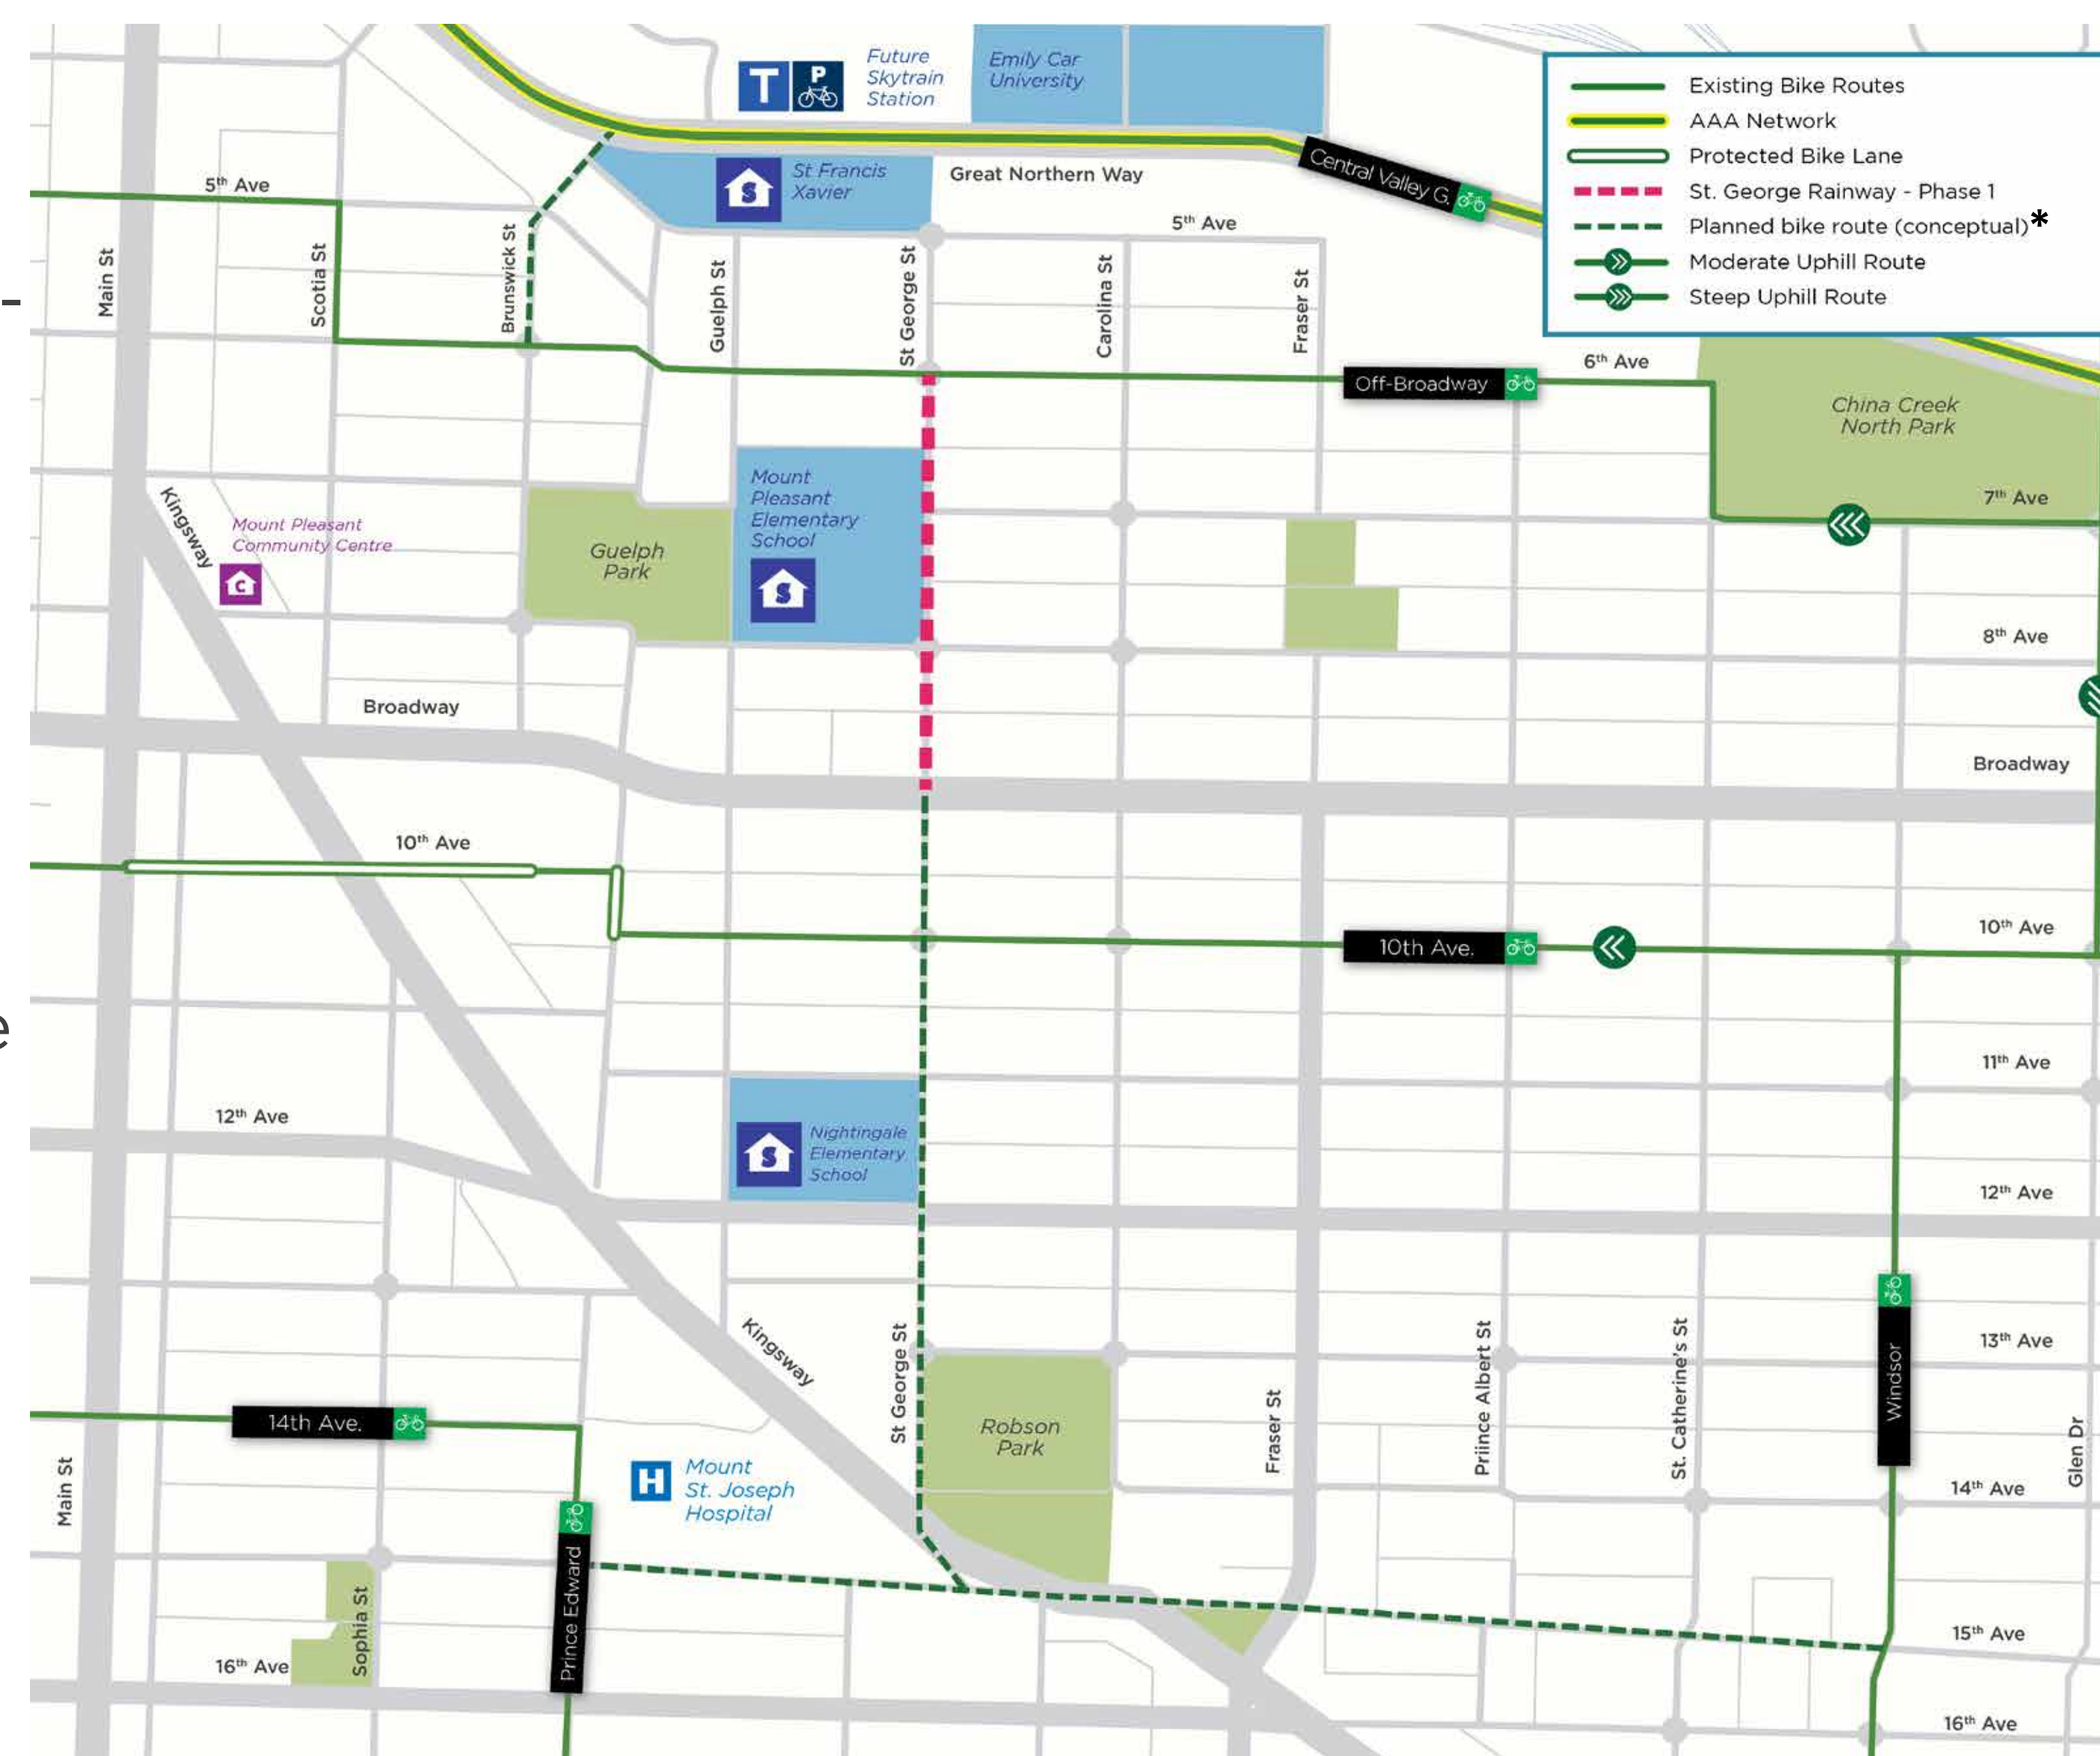 Future
Skytrain
Station
T
P
Emily Car
University
Existing Bike Routes
AAA Network
Protected Bike Lane
St. George Rainway - Phase 1
Planned bike route (conceptual)*
Moderate Uphill Route
Steep Uphill Route
S
St Francis
Xavier
Great Northern Way
Central Valley G.
5th Ave
5th Ave
Main St
Scotia St
Brunswick St
Guelph St
St George St
Carolina St
Fraser St
-
Off-Broadway
6th Ave
China Creek
North Park
Kingsway
Mount Pleasant
Community Centre
C
Guelph
Park
Mount
Pleasant
Elementary
School
S
7th Ave
8th Ave
Broadway
Broadway
10th Ave
10th Ave.
10th Ave
e
11th Ave
12th Ave
S
Nightingale
Elementary
School
12th Ave
Kingsway
St George St
Robson
Park
Fraser St
Priince Albert St
St. Catherine's St
Windsor
13th Ave
14th Ave.
Main St
H
Mount
St. Joseph
Hospital
14th Ave
Glen Dr
Prince Edward
Sophia St
15th Ave
16th Ave
16th Ave